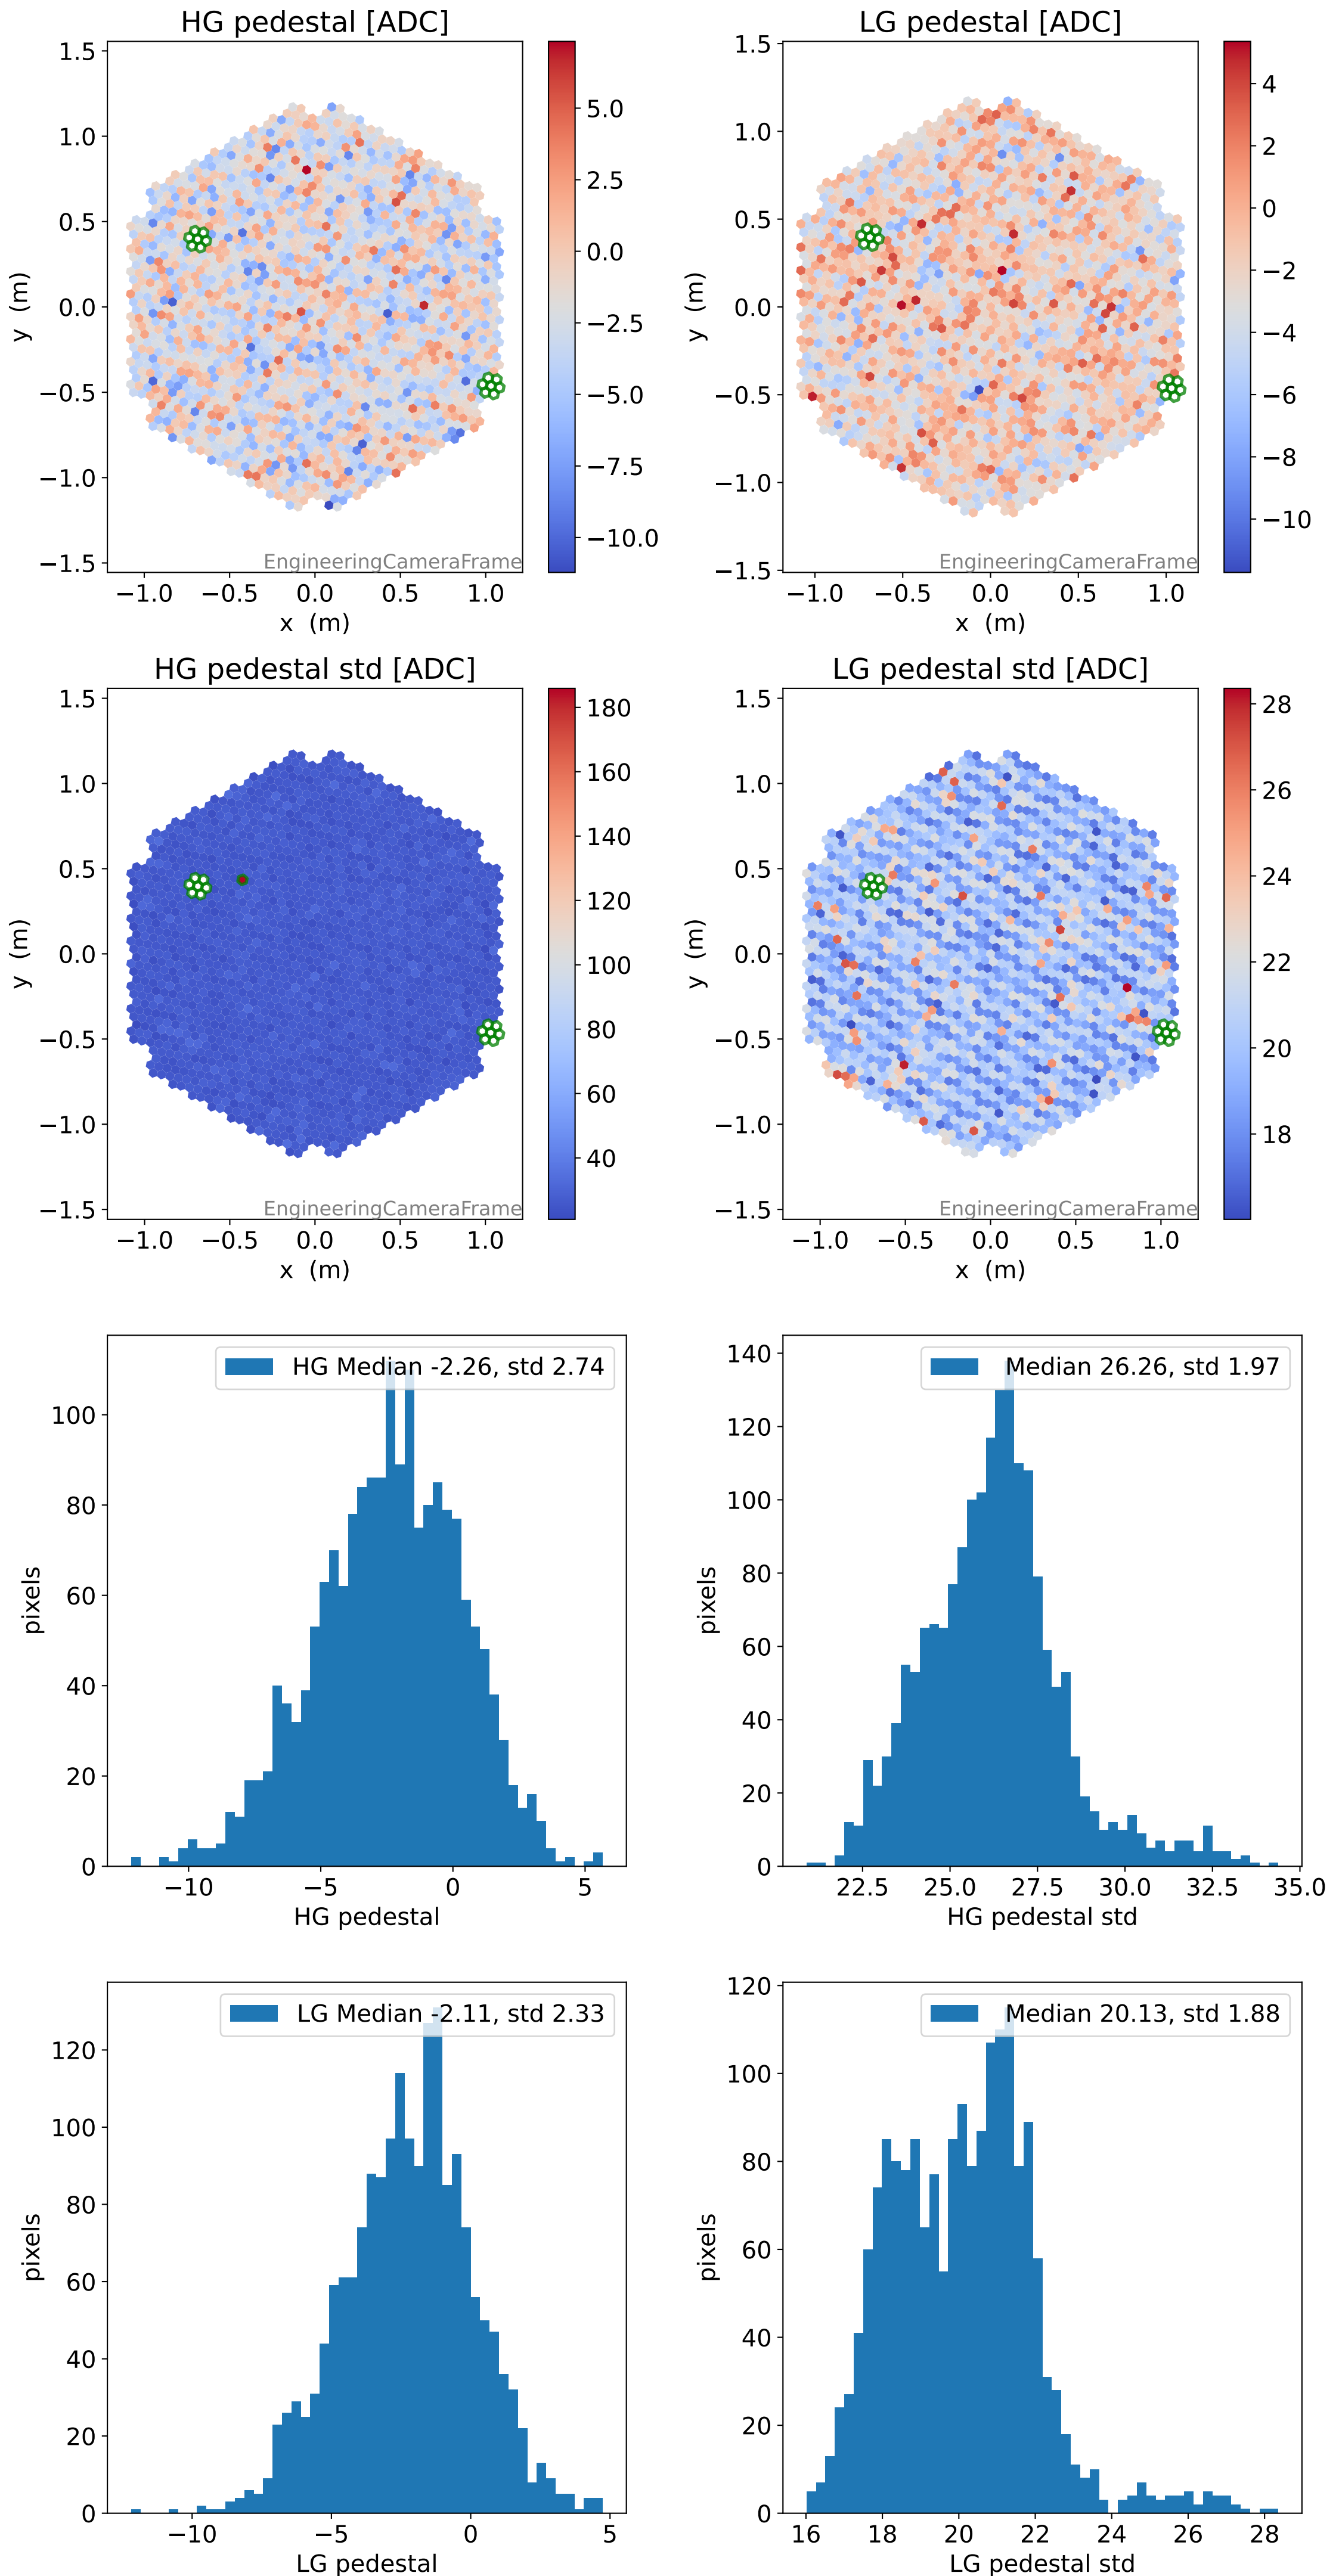 HG pedestal [ADC]
1.5
1.0
0.5
0.0
−0.5
−1.0
−1.5
y (m)
−1.0 −0.5 0.0 0.5 1.0
x (m)
EngineeringCameraFrame
5.0
2.5
0.0
−2.5
−5.0
−7.5
−10.0
LG pedestal [ADC]
1.5
1.0
0.5
0.0
−0.5
−1.0
−1.5
y (m)
−1.0 −0.5 0.0 0.5 1.0
x (m)
EngineeringCameraFrame
4
2
0
−2
−4
−6
−8
−10
HG pedestal std [ADC]
1.5
1.0
0.5
0.0
−0.5
−1.0
−1.5
y (m)
−1.0 −0.5 0.0 0.5 1.0
x (m)
EngineeringCameraFrame
180
160
140
120
100
80
60
40
LG pedestal std [ADC]
1.5
1.0
0.5
0.0
−0.5
−1.0
−1.5
y (m)
−1.0 −0.5 0.0 0.5 1.0
x (m)
EngineeringCameraFrame
28
26
24
22
20
18
HG Median -2.26, std 2.74
100
80
60
40
20
0
pixels
−10 −5 0 5
HG pedestal
Median 26.26, std 1.97
140
120
100
80
60
40
20
0
pixels
22.5 25.0 27.5 30.0 32.5 35.0
HG pedestal std
LG Median -2.11, std 2.33
120
100
80
60
40
20
0
pixels
−10 −5 0 5
LG pedestal
Median 20.13, std 1.88
120
100
80
60
40
20
0
pixels
16 18 20 22 24 26 28
LG pedestal std